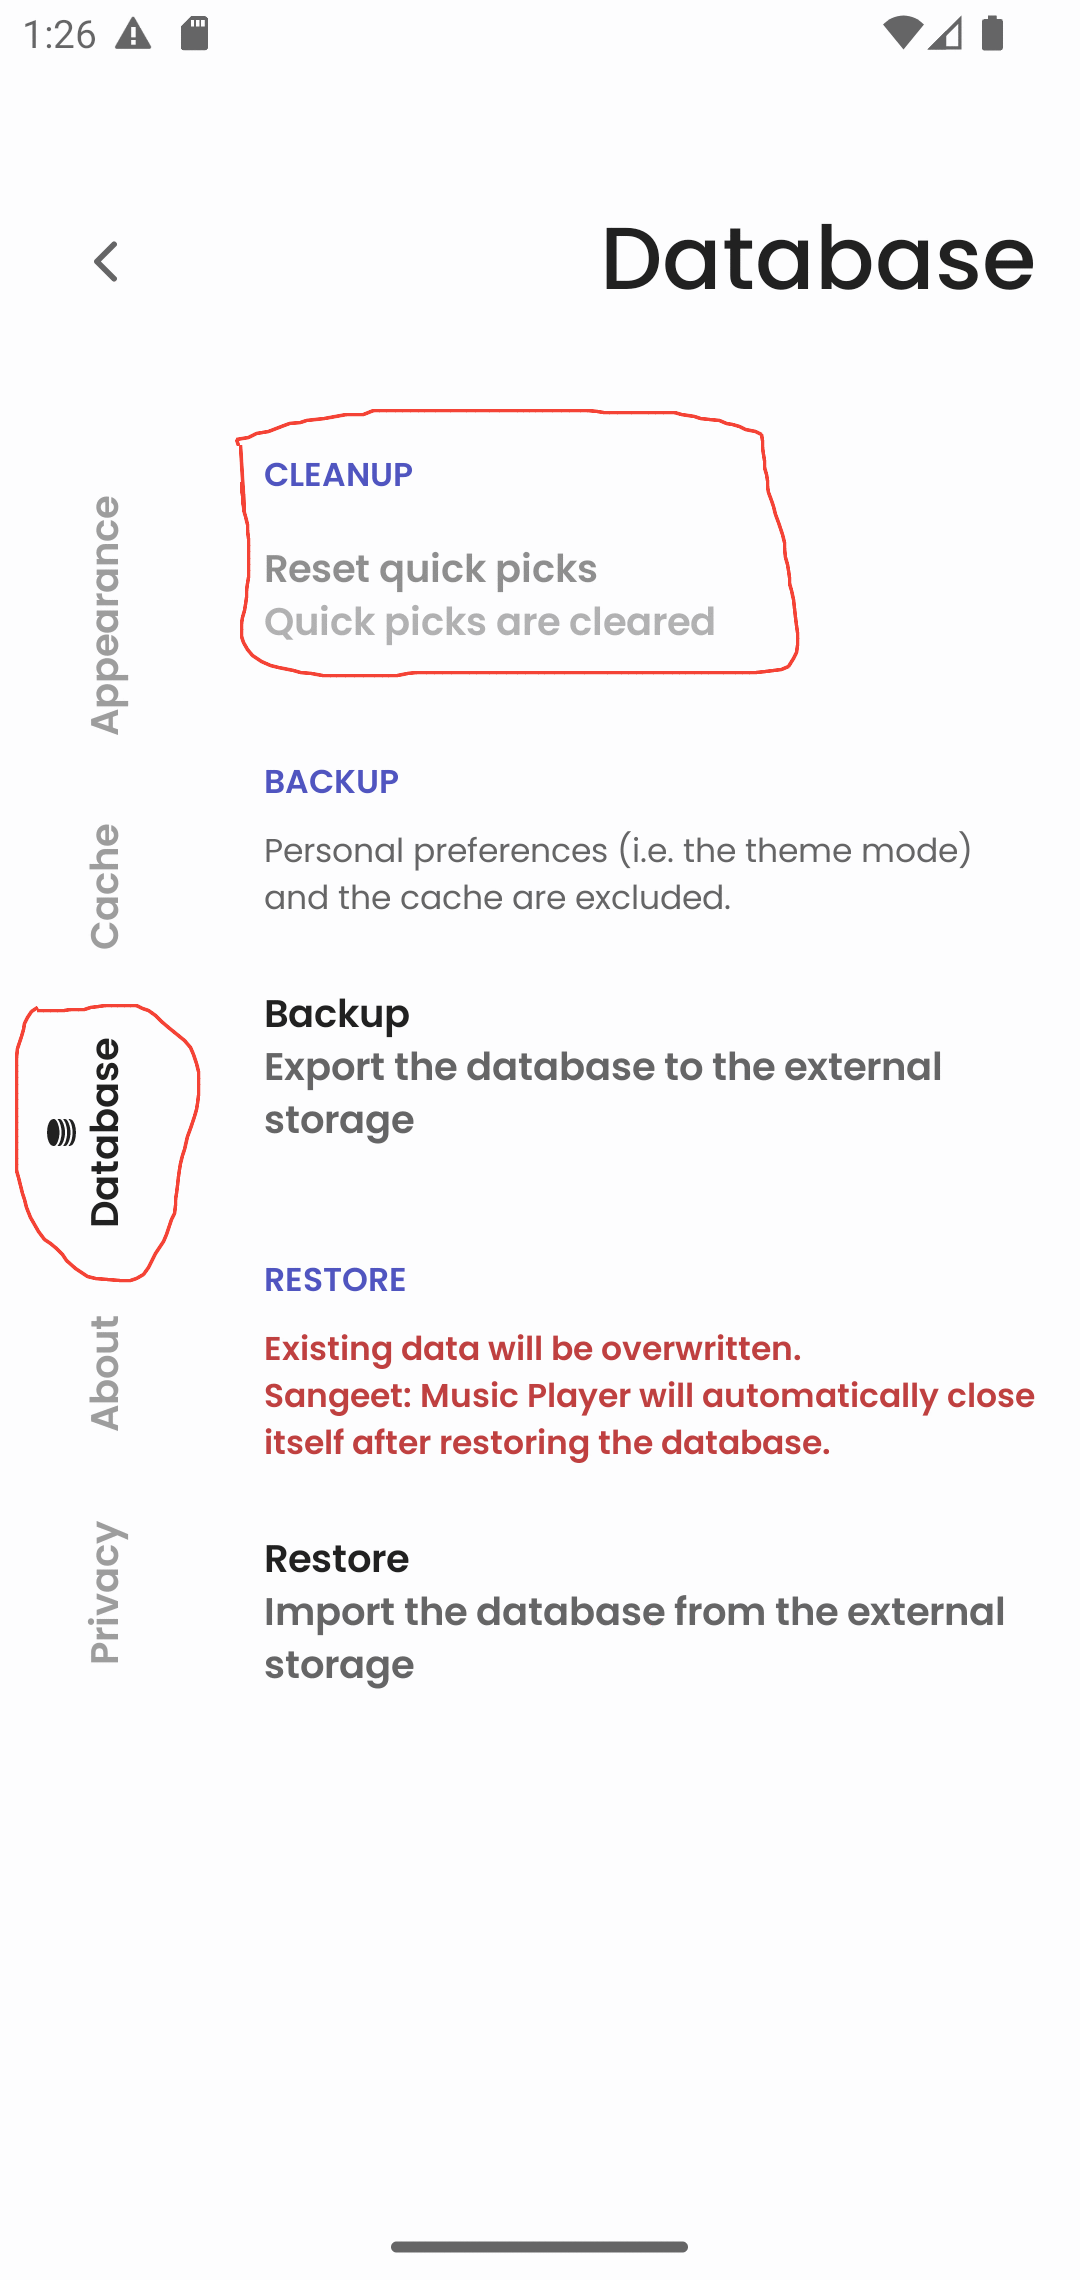 1:26
Database
Appearance
Cache
Database
About
Privacy
CLEANUP
Reset quick picks
Quick picks are cleared
BACKUP
Personal preferences (i.e. the theme mode)
and the cache are excluded.
Backup
Export the database to the external
storage
RESTORE
Existing data will be overwritten.
Sangeet: Music Player will automatically close
itself after restoring the database.
Restore
Import the database from the external
storage